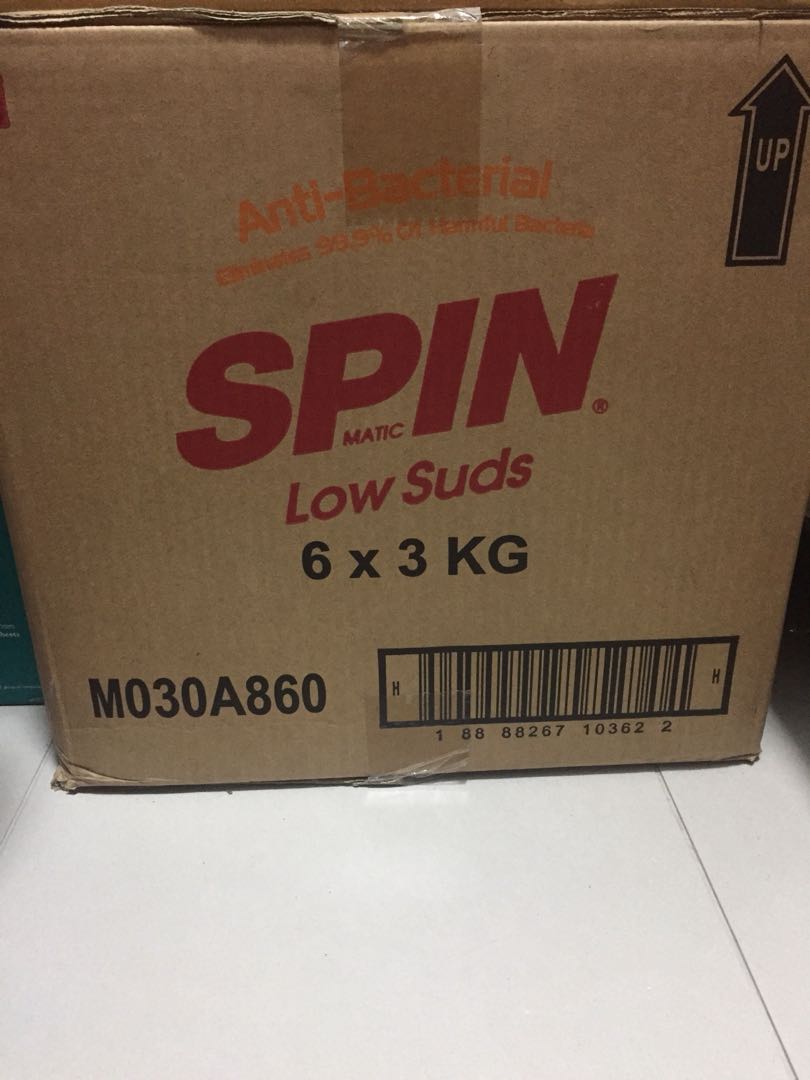 UP
Anti-Bacterial
Eliminates 99.9% Of Harmful Bacteria
SPIN®
MATIC
Low Suds
6 x 3 KG
M030A860
H H
1 88 88267 10362 2